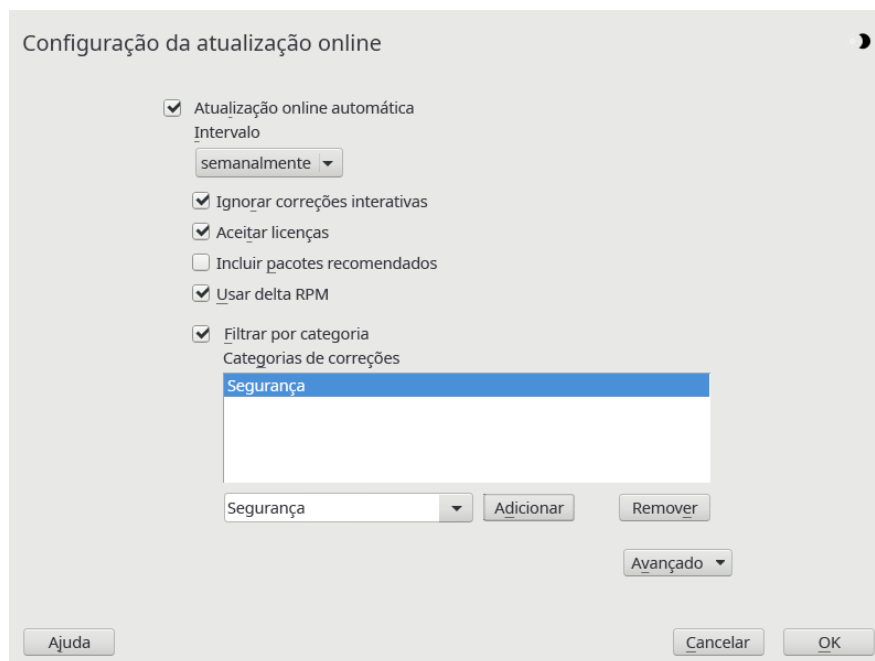 Configuração da atualização online
Atualização online automática
Intervalo
semanalmente
Ignorar correções interativas
Aceitar licenças
Incluir pacotes recomendados
Usar delta RPM
Filtrar por categoria
Categorias de correções
Segurança
Segurança Adicionar Remover
Avançado
Ajuda Cancelar OK